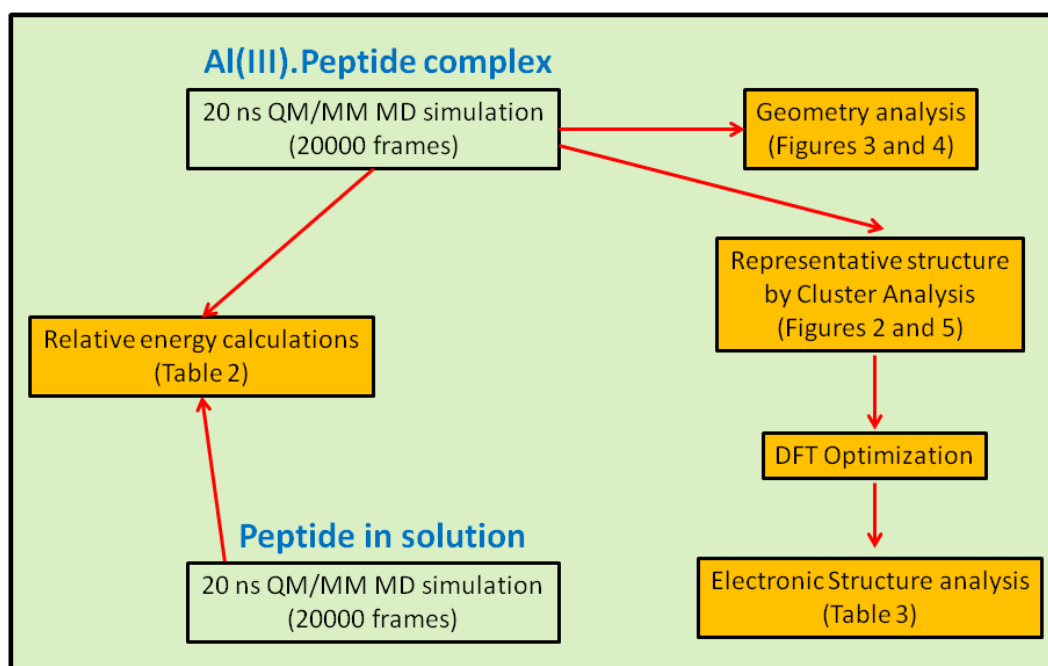 Al(III).Peptide complex
20 ns QM/MM MD simulation
(20000 frames)
Geometry analysis
(Figures 3 and 4)
Representative structure
by Cluster Analysis
(Figures 2 and 5)
Relative energy calculations
(Table 2)
DFT Optimization
Peptide in solution
20 ns QM/MM MD simulation
(20000 frames)
Electronic Structure analysis
(Table 3)